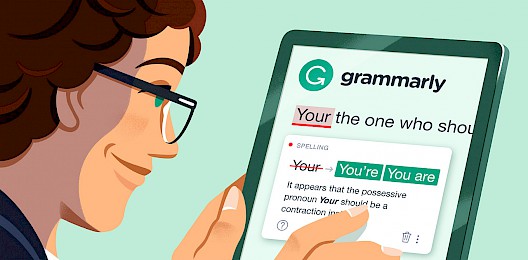 G grammarly
Your the one who shou
SPELLING
Your → You're You are
It appears that the possessive
pronoun Your should be a
contraction